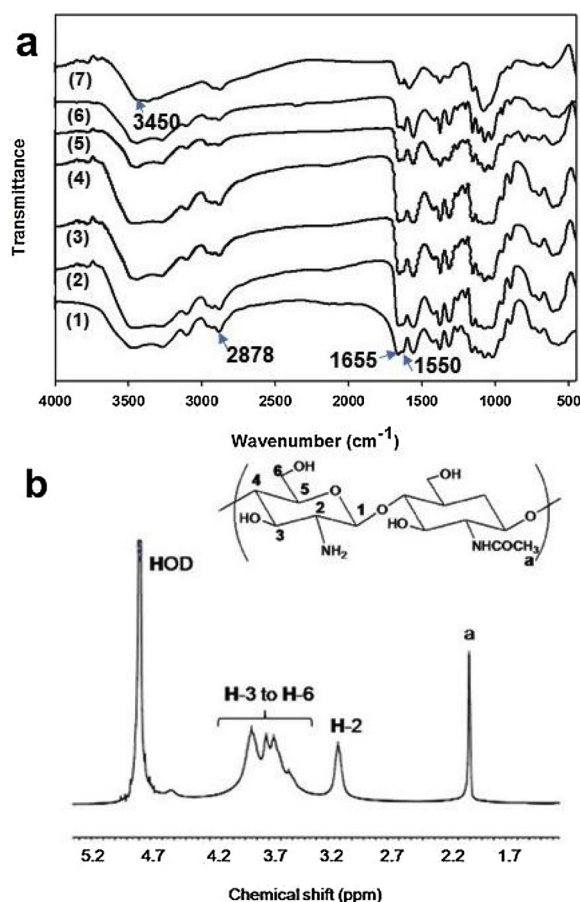 a
(7)
3450
(6)
(5)
(4)
(3)
(2)
(1)
2878
1655
1550
Transmittance
4000 3500 3000 2500 2000 1500 1000 500
Wavenumber (cm-1)
b
6 OH
4 5 O
HO 3 2 1 O
NH2
OH
HO O
NHCOCH3
a
HOD
H-3 to H-6
H-2
a
5.2 4.7 4.2 3.7 3.2 2.7 2.2 1.7
Chemical shift (ppm)